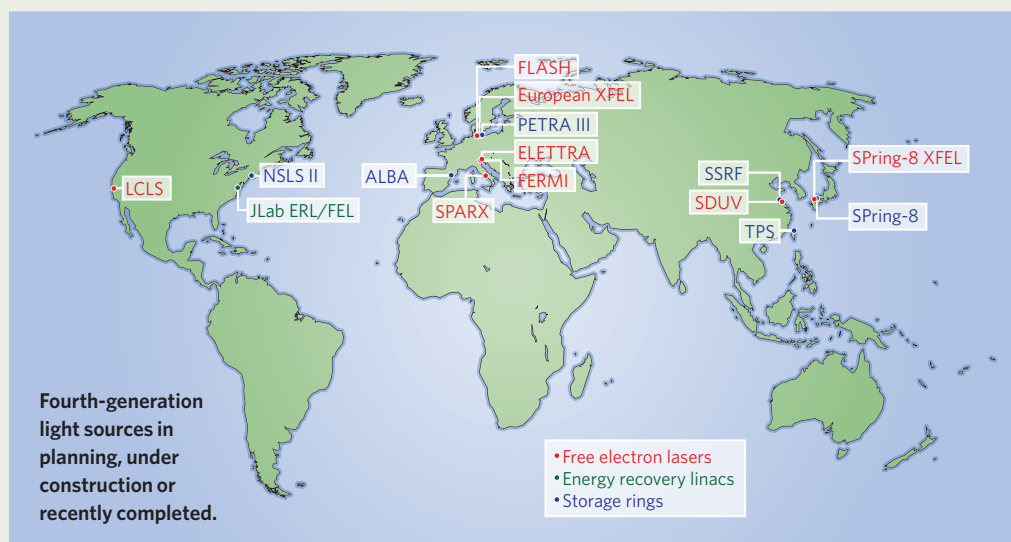 FLASH
European XFEL
PETRA III
ELETTRA
FERMI
SPARX
ALBA
LCLS
NSLS II
JLab ERL/FEL
SSRF
SDUV
TPS
SPring-8 XFEL
SPring-8
Fourth-generation
light sources in
planning, under
construction or
recently completed.
• Free electron lasers
• Energy recovery linacs
• Storage rings